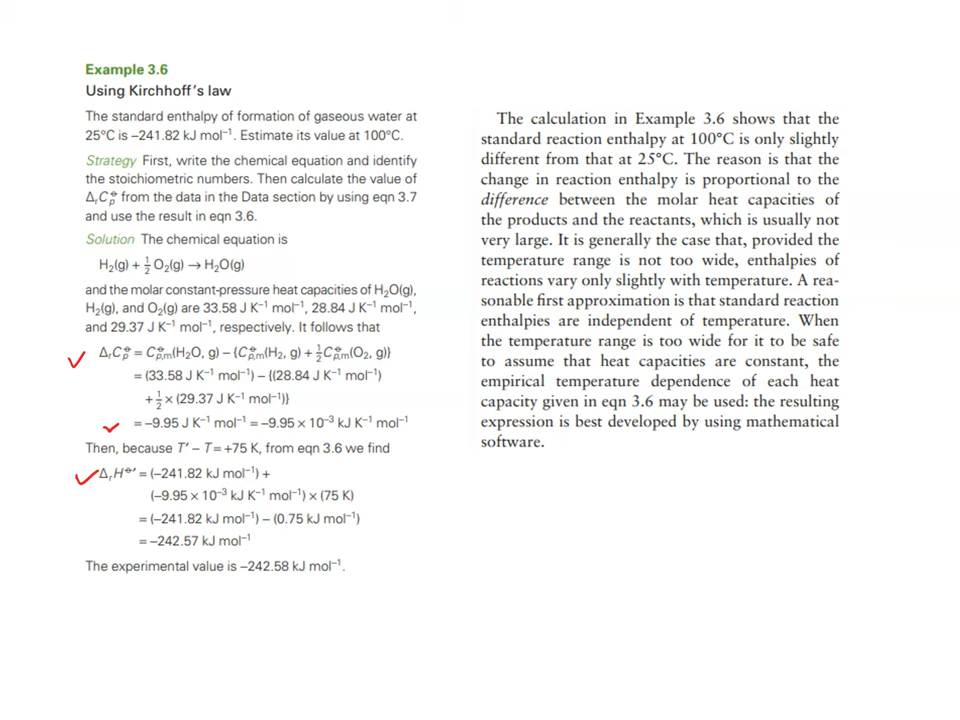 Example 3.6
Using Kirchhoff's law
The standard enthalpy of formation of gaseous water at
25°C is −241.82 kJ mol⁻¹. Estimate its value at 100°C.
Strategy First, write the chemical equation and identify
the stoichiometric numbers. Then calculate the value of
ΔᵣC⦵ₚ from the data in the Data section by using eqn 3.7
and use the result in eqn 3.6.
Solution The chemical equation is
H₂(g) + ½ O₂(g) → H₂O(g)
and the molar constant-pressure heat capacities of H₂O(g),
H₂(g), and O₂(g) are 33.58 J K⁻¹ mol⁻¹, 28.84 J K⁻¹ mol⁻¹,
and 29.37 J K⁻¹ mol⁻¹, respectively. It follows that
ΔᵣC⦵ₚ = C⦵ₚ,ₘ(H₂O, g) − {C⦵ₚ,ₘ(H₂, g) + ½C⦵ₚ,ₘ(O₂, g)}
= (33.58 J K⁻¹ mol⁻¹) − {(28.84 J K⁻¹ mol⁻¹)
+ ½ × (29.37 J K⁻¹ mol⁻¹)}
= −9.95 J K⁻¹ mol⁻¹ = −9.95 × 10⁻³ kJ K⁻¹ mol⁻¹
Then, because T′ − T = +75 K, from eqn 3.6 we find
ΔᵣH⦵′ = (−241.82 kJ mol⁻¹) +
(−9.95 × 10⁻³ kJ K⁻¹ mol⁻¹) × (75 K)
= (−241.82 kJ mol⁻¹) − (0.75 kJ mol⁻¹)
= −242.57 kJ mol⁻¹
The experimental value is −242.58 kJ mol⁻¹.
The calculation in Example 3.6 shows that the
standard reaction enthalpy at 100°C is only slightly
different from that at 25°C. The reason is that the
change in reaction enthalpy is proportional to the
difference between the molar heat capacities of
the products and the reactants, which is usually not
very large. It is generally the case that, provided the
temperature range is not too wide, enthalpies of
reactions vary only slightly with temperature. A rea-
sonable first approximation is that standard reaction
enthalpies are independent of temperature. When
the temperature range is too wide for it to be safe
to assume that heat capacities are constant, the
empirical temperature dependence of each heat
capacity given in eqn 3.6 may be used: the resulting
expression is best developed by using mathematical
software.